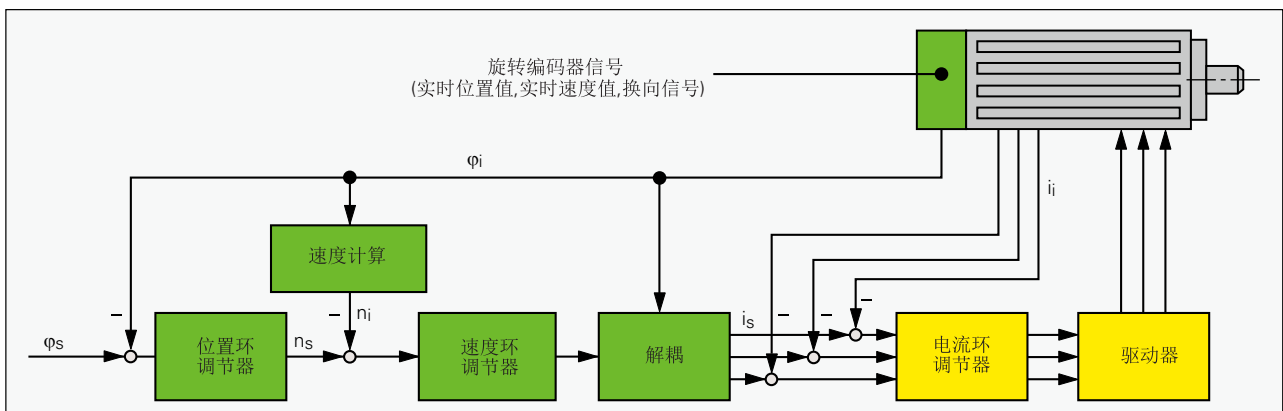 旋转编码器信号
(实时位置值,实时速度值,换向信号)
φi
ii
速度计算
–
–
ni
is
–
–
–
φs
位置环
调节器
ns
速度环
调节器
解耦
电流环
调节器
驱动器